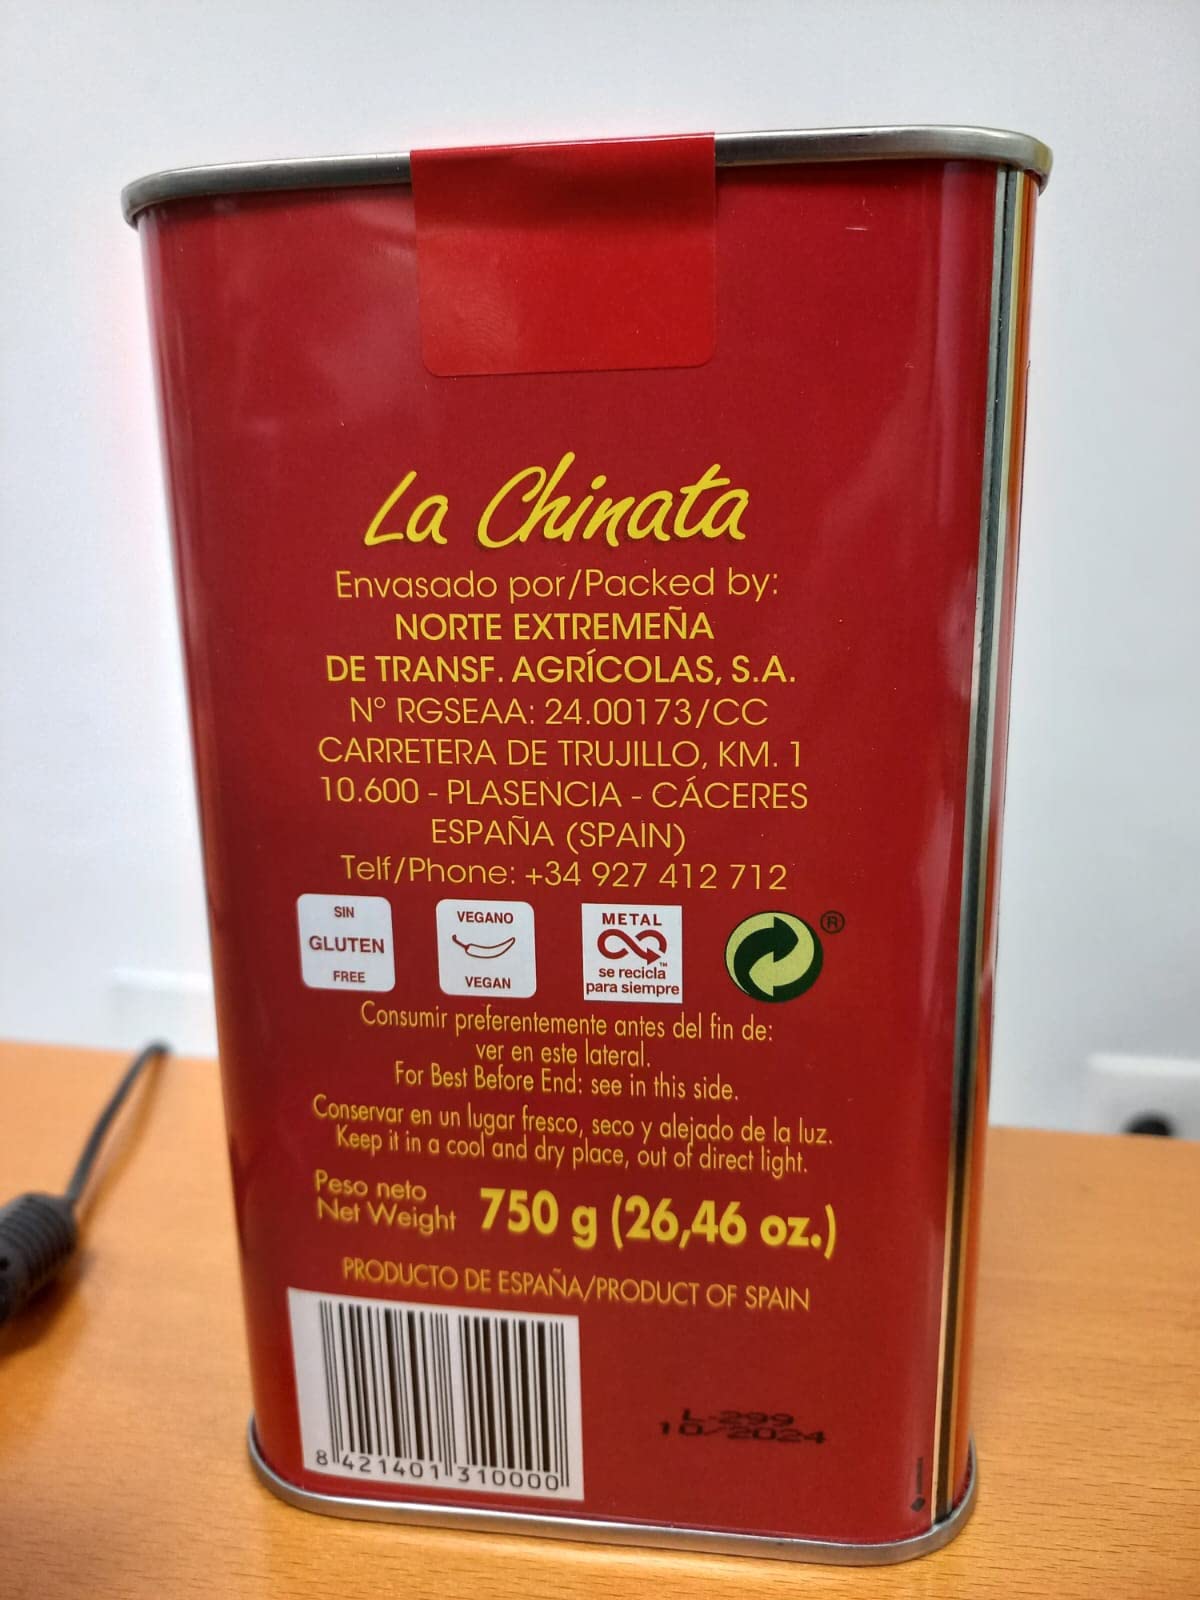 La Chinata
Envasado por/Packed by:
NORTE EXTREMEÑA
DE TRANSF. AGRÍCOLAS, S.A.
N° RGSEAA: 24.00173/CC
CARRETERA DE TRUJILLO, KM. 1
10.600 - PLASENCIA - CÁCERES
ESPAÑA (SPAIN)
Telf/Phone: +34 927 412 712
SIN
GLUTEN
FREE
VEGANO
VEGAN
METAL
TM
se recicla
para siempre
®
Consumir preferentemente antes del fin de:
ver en este lateral.
For Best Before End: see in this side.
Conservar en un lugar fresco, seco y alejado de la luz.
Keep it in a cool and dry place, out of direct light.
Peso neto
Net Weight 750 g (26,46 oz.)
PRODUCTO DE ESPAÑA/PRODUCT OF SPAIN
L-299
10/2024
8 421401 310000